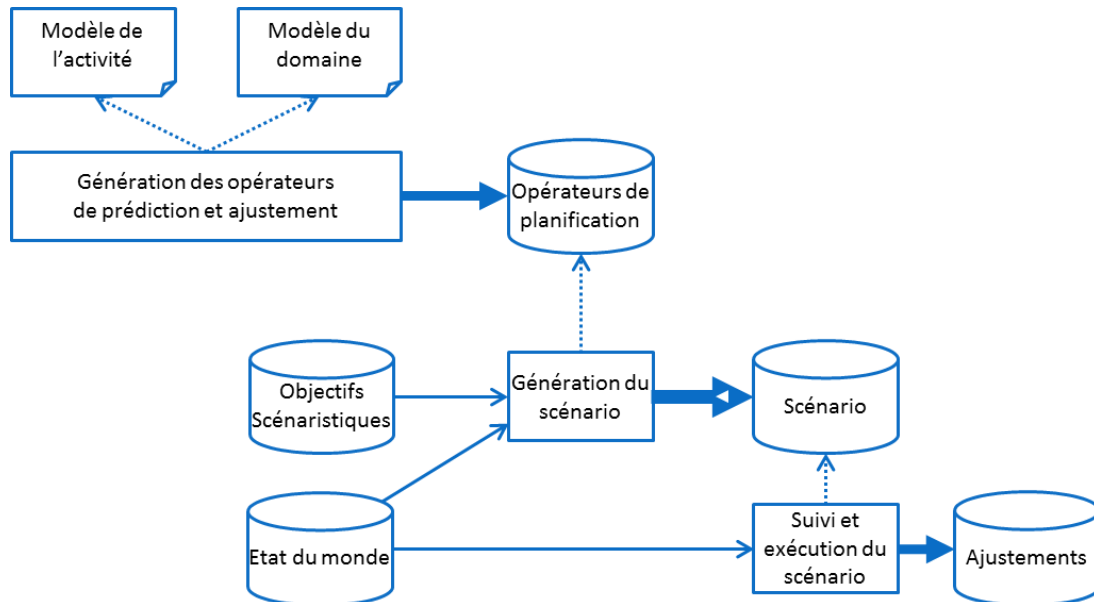 Modèle de
l'activité
Modèle du
domaine
Génération des opérateurs
de prédiction et ajustement
Opérateurs de
planification
Objectifs
Scénaristiques
Génération du
scénario
Scénario
Etat du monde
Suivi et
exécution du
scénario
Ajustements